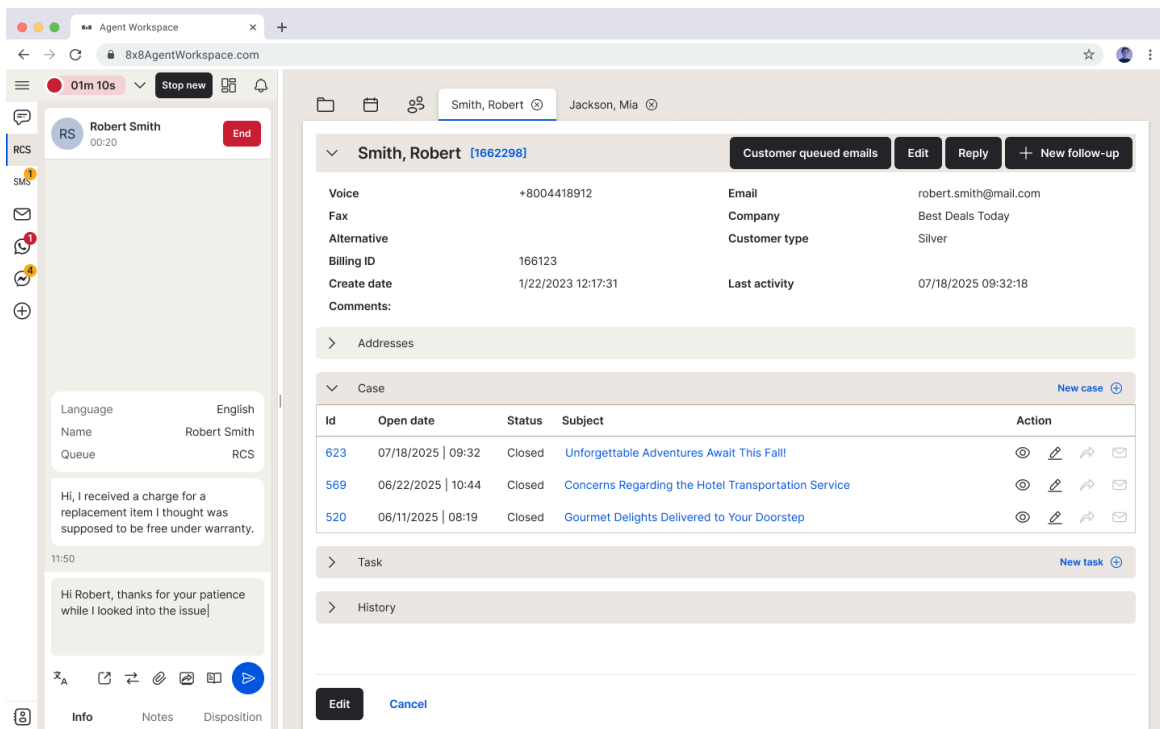 8x8 Agent Workspace
8x8AgentWorkspace.com
01m 10s Stop new
RS Robert Smith End
00:20
RCS
SMS 1
1
4
Language English
Name Robert Smith
Queue RCS
Hi, I received a charge for a
replacement item I thought was
supposed to be free under warranty.
11:50
Hi Robert, thanks for your patience
while I looked into the issue
Info Notes Disposition
Smith, Robert Jackson, Mia
Smith, Robert [1662298] Customer queued emails Edit Reply New follow-up
Voice +8004418912 Email robert.smith@mail.com
Fax Company Best Deals Today
Alternative Customer type Silver
Billing ID 166123
Create date 1/22/2023 12:17:31 Last activity 07/18/2025 09:32:18
Comments:
Addresses
Case New case
Id Open date Status Subject Action
623 07/18/2025 | 09:32 Closed Unforgettable Adventures Await This Fall!
569 06/22/2025 | 10:44 Closed Concerns Regarding the Hotel Transportation Service
520 06/11/2025 | 08:19 Closed Gourmet Delights Delivered to Your Doorstep
Task New task
History
Edit Cancel